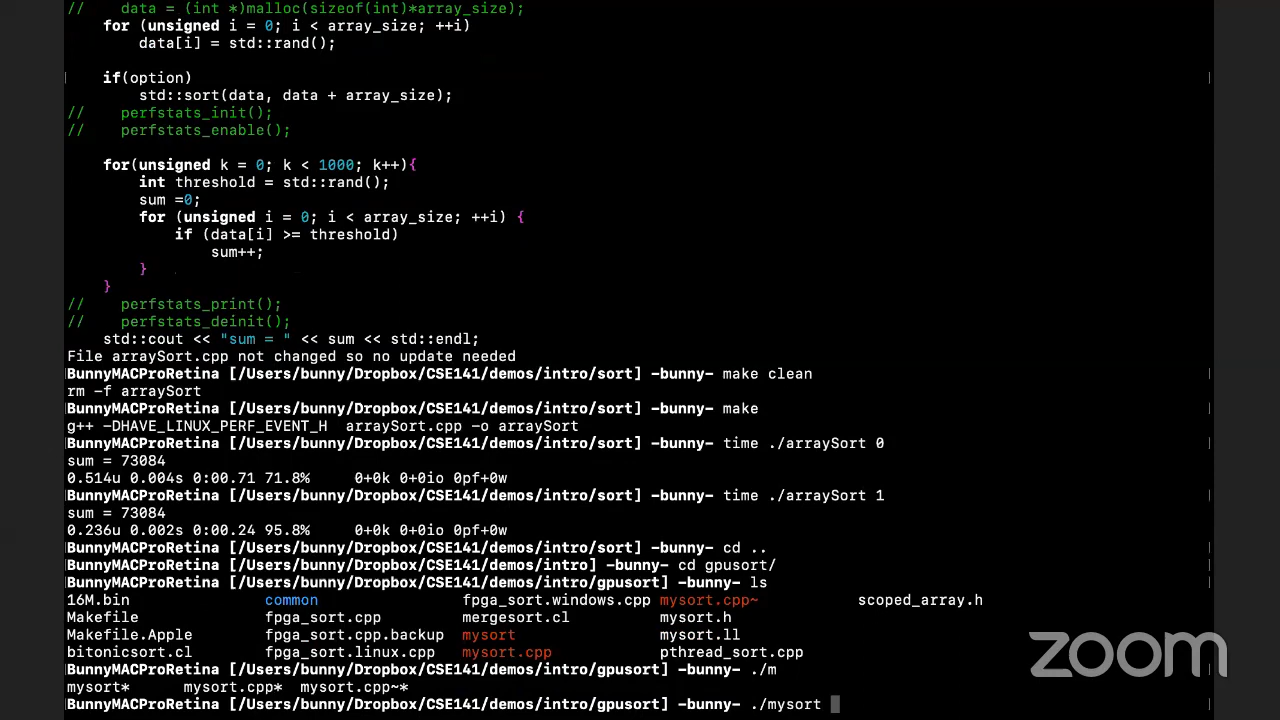 //    data = (int *)malloc(sizeof(int)*array_size);
    for (unsigned i = 0; i < array_size; ++i)
        data[i] = std::rand();
    if(option)
        std::sort(data, data + array_size);
//    perfstats_init();
//    perfstats_enable();
    for(unsigned k = 0; k < 1000; k++){
        int threshold = std::rand();
        sum =0;
        for (unsigned i = 0; i < array_size; ++i) {
            if (data[i] >= threshold)
                sum++;
        }
    }
//    perfstats_print();
//    perfstats_deinit();
    std::cout << "sum = " << sum << std::endl;
File arraySort.cpp not changed so no update needed
BunnyMACProRetina [/Users/bunny/Dropbox/CSE141/demos/intro/sort] -bunny- make clean
rm -f arraySort
BunnyMACProRetina [/Users/bunny/Dropbox/CSE141/demos/intro/sort] -bunny- make
g++ -DHAVE_LINUX_PERF_EVENT_H  arraySort.cpp -o arraySort
BunnyMACProRetina [/Users/bunny/Dropbox/CSE141/demos/intro/sort] -bunny- time ./arraySort 0
sum = 73084
0.514u 0.004s 0:00.71 71.8%     0+0k 0+0io 0pf+0w
BunnyMACProRetina [/Users/bunny/Dropbox/CSE141/demos/intro/sort] -bunny- time ./arraySort 1
sum = 73084
0.236u 0.002s 0:00.24 95.8%     0+0k 0+0io 0pf+0w
BunnyMACProRetina [/Users/bunny/Dropbox/CSE141/demos/intro/sort] -bunny- cd ..
BunnyMACProRetina [/Users/bunny/Dropbox/CSE141/demos/intro] -bunny- cd gpusort/
BunnyMACProRetina [/Users/bunny/Dropbox/CSE141/demos/intro/gpusort] -bunny- ls
16M.bin               common                fpga_sort.windows.cpp mysort.cpp~           scoped_array.h
Makefile              fpga_sort.cpp         mergesort.cl          mysort.h
Makefile.Apple        fpga_sort.cpp.backup  mysort                mysort.ll
bitonicsort.cl        fpga_sort.linux.cpp   mysort.cpp            pthread_sort.cpp
BunnyMACProRetina [/Users/bunny/Dropbox/CSE141/demos/intro/gpusort] -bunny- ./m
mysort*      mysort.cpp*  mysort.cpp~*
BunnyMACProRetina [/Users/bunny/Dropbox/CSE141/demos/intro/gpusort] -bunny- ./mysort
zoom